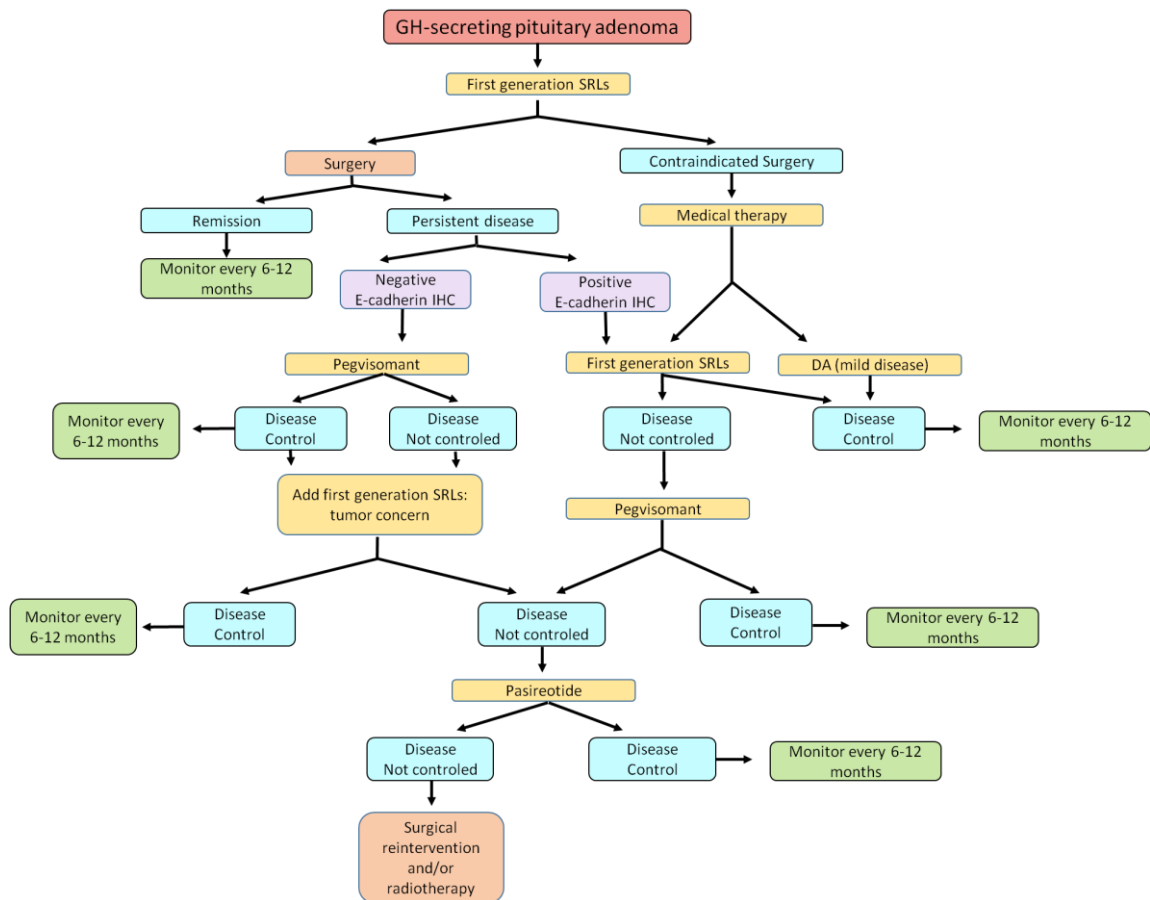 GH-secreting pituitary adenoma
First generation SRLs
Surgery
Contraindicated Surgery
Remission
Persistent disease
Medical therapy
Monitor every 6-12
months
Negative
E-cadherin IHC
Positive
E-cadherin IHC
Pegvisomant
First generation SRLs
DA (mild disease)
Monitor every
6-12 months
Disease
Control
Disease
Not controled
Disease
Not controled
Disease
Control
Monitor every 6-12
months
Add first generation SRLs:
tumor concern
Pegvisomant
Monitor every
6-12 months
Disease
Control
Disease
Not controled
Disease
Control
Monitor every 6-12
months
Pasireotide
Disease
Not controled
Disease
Control
Monitor every 6-12
months
Surgical
reintervention
and/or
radiotherapy